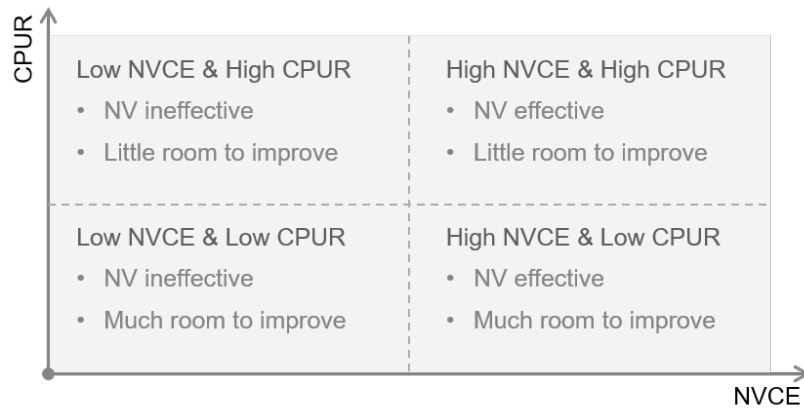 CPUR
Low NVCE & High CPUR
• NV ineffective
• Little room to improve
High NVCE & High CPUR
• NV effective
• Little room to improve
Low NVCE & Low CPUR
• NV ineffective
• Much room to improve
High NVCE & Low CPUR
• NV effective
• Much room to improve
NVCE